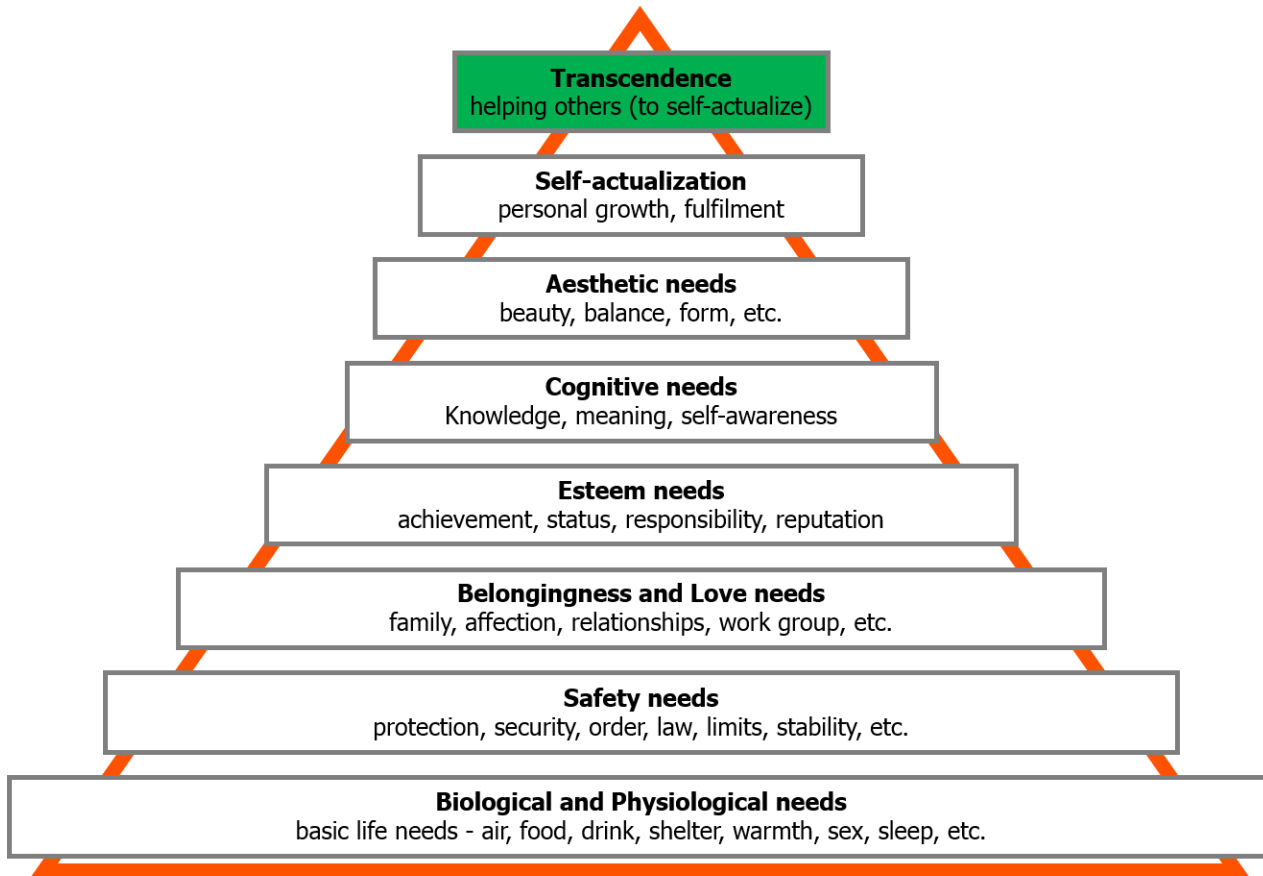 Transcendence
helping others (to self-actualize)
Self-actualization
personal growth, fulfilment
Aesthetic needs
beauty, balance, form, etc.
Cognitive needs
Knowledge, meaning, self-awareness
Esteem needs
achievement, status, responsibility, reputation
Belongingness and Love needs
family, affection, relationships, work group, etc.
Safety needs
protection, security, order, law, limits, stability, etc.
Biological and Physiological needs
basic life needs - air, food, drink, shelter, warmth, sex, sleep, etc.